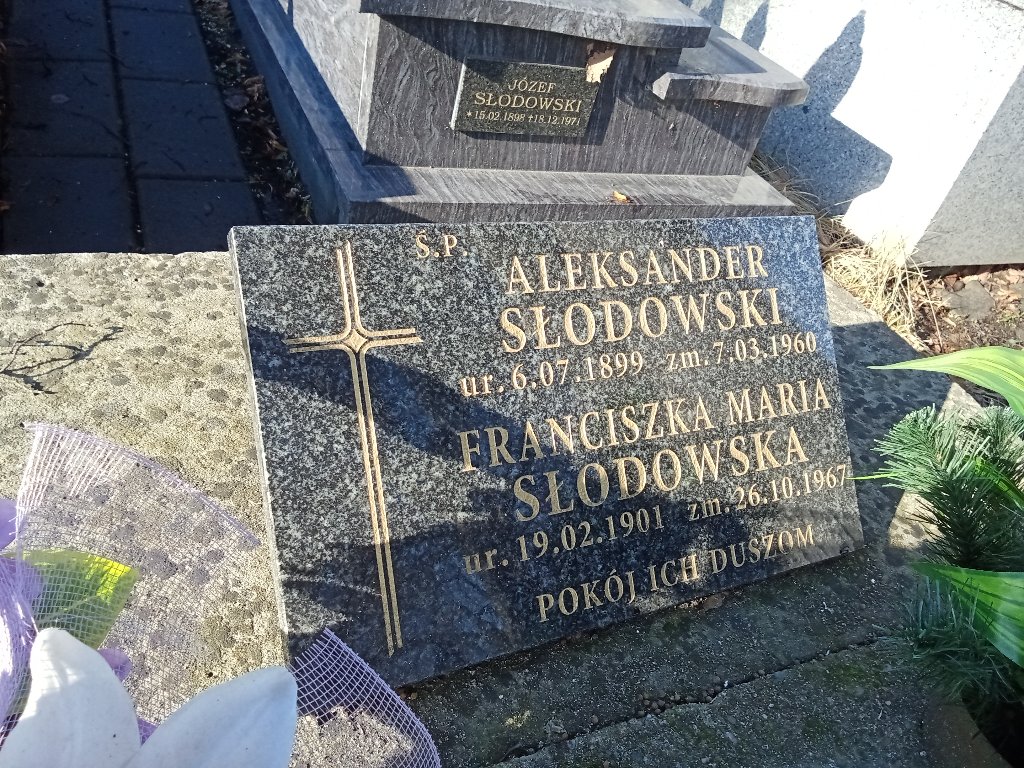 JÓZEF
SŁODOWSKI
*15.02.1898 +18.12.1971
Ś.P.
ALEKSANDER
SŁODOWSKI
ur. 6.07.1899 zm. 7.03.1960
FRANCISZKA MARIA
SŁODOWSKA
ur. 19.02.1901 zm. 26.10.1967
POKÓJ ICH DUSZOM